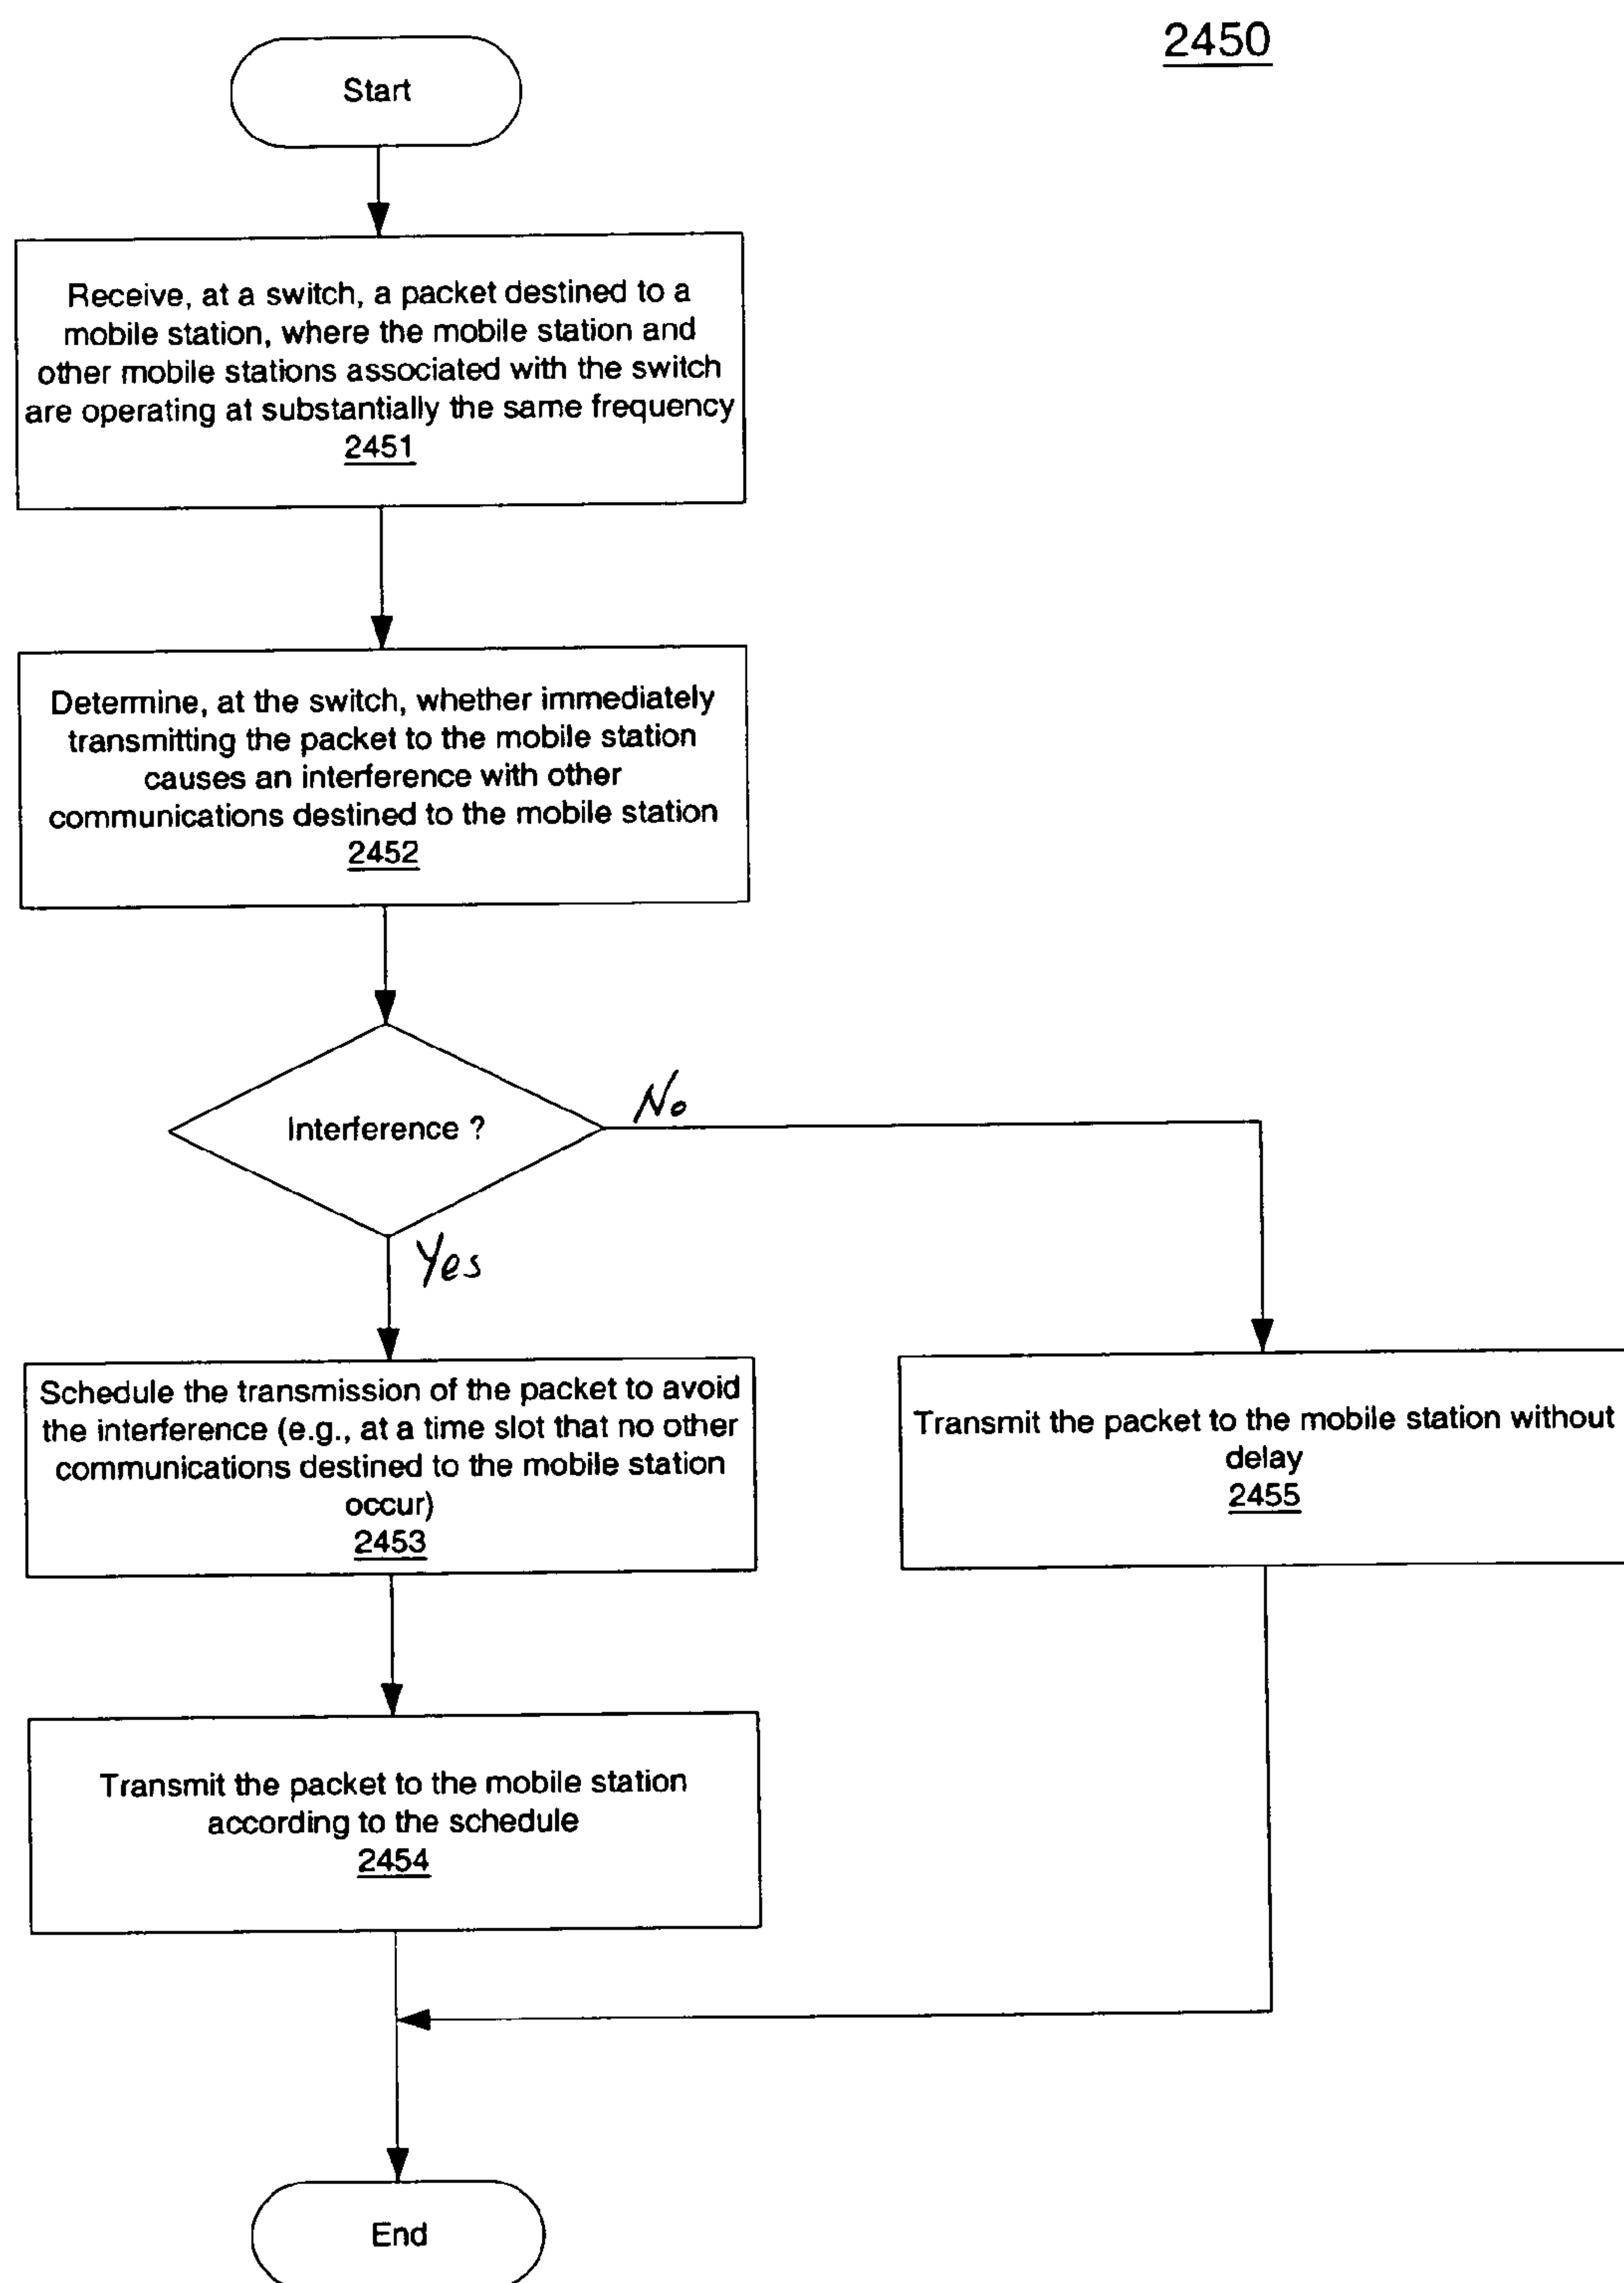 2450
Start
Receive, at a switch, a packet destined to a
mobile station, where the mobile station and
other mobile stations associated with the switch
are operating at substantially the same frequency
2451
Determine, at the switch, whether immediately
transmitting the packet to the mobile station
causes an interference with other
communications destined to the mobile station
2452
Interference ?
No
Yes
Schedule the transmission of the packet to avoid
the interference (e.g., at a time slot that no other
communications destined to the mobile station
occur)
2453
Transmit the packet to the mobile station without
delay
2455
Transmit the packet to the mobile station
according to the schedule
2454
End